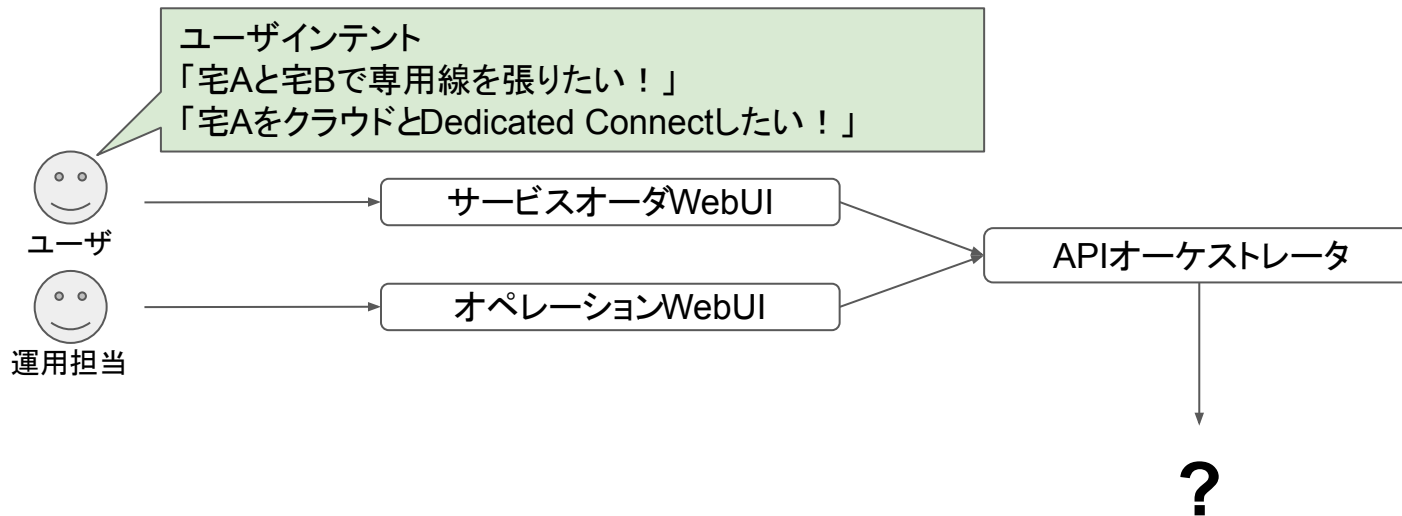 ユーザインテント
「宅Aと宅Bで専用線を張りたい！」
「宅AをクラウドとDedicated Connectしたい！」
ユーザ
サービスオーダWebUI
APIオーケストレータ
オペレーションWebUI
運用担当
?